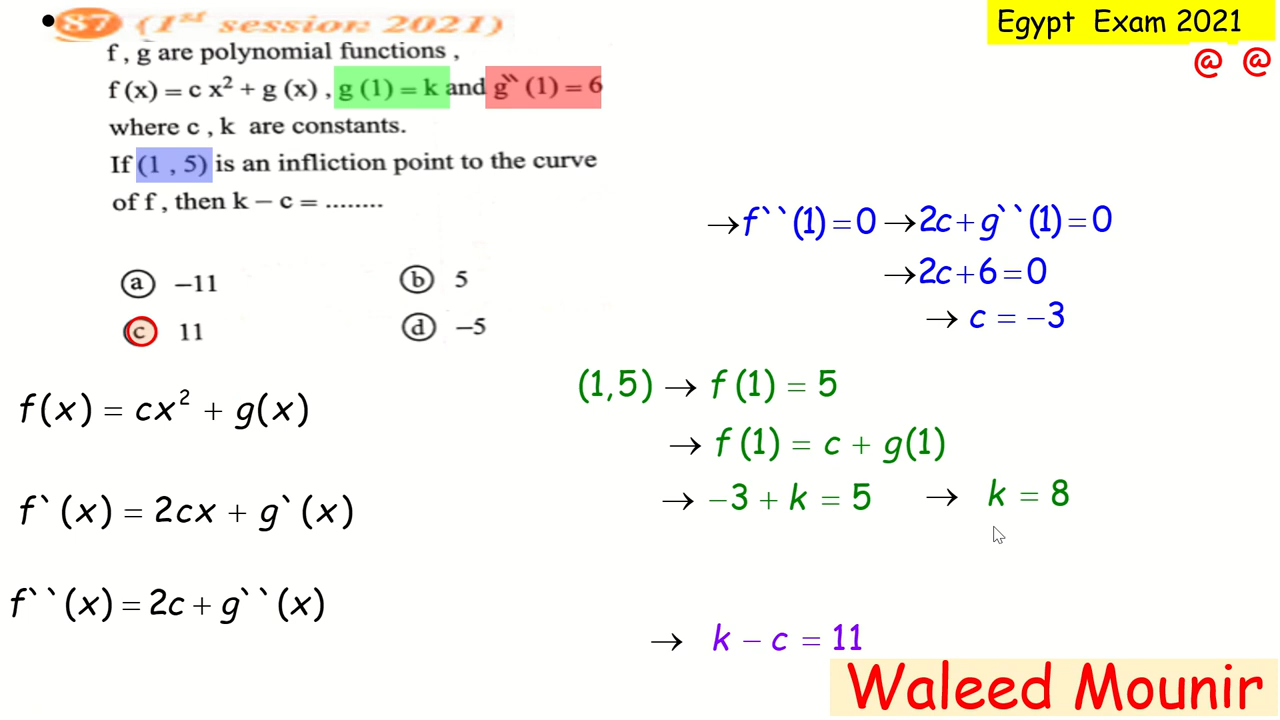 •87 (1st session 2021)
Egypt Exam 2021
@ @
f , g are polynomial functions ,
f (x) = c x² + g (x) , g (1) = k and g`` (1) = 6
where c , k are constants.
If (1 , 5) is an infliction point to the curve
of f , then k – c = ........
a –11
b 5
c 11
d –5
→ f``(1) = 0 → 2c + g``(1) = 0
→ 2c + 6 = 0
→ c = −3
(1,5) → f(1) = 5
→ f(1) = c + g(1)
→ −3 + k = 5 → k = 8
f(x) = cx² + g(x)
f`(x) = 2cx + g`(x)
f``(x) = 2c + g``(x)
→ k − c = 11
Waleed Mounir